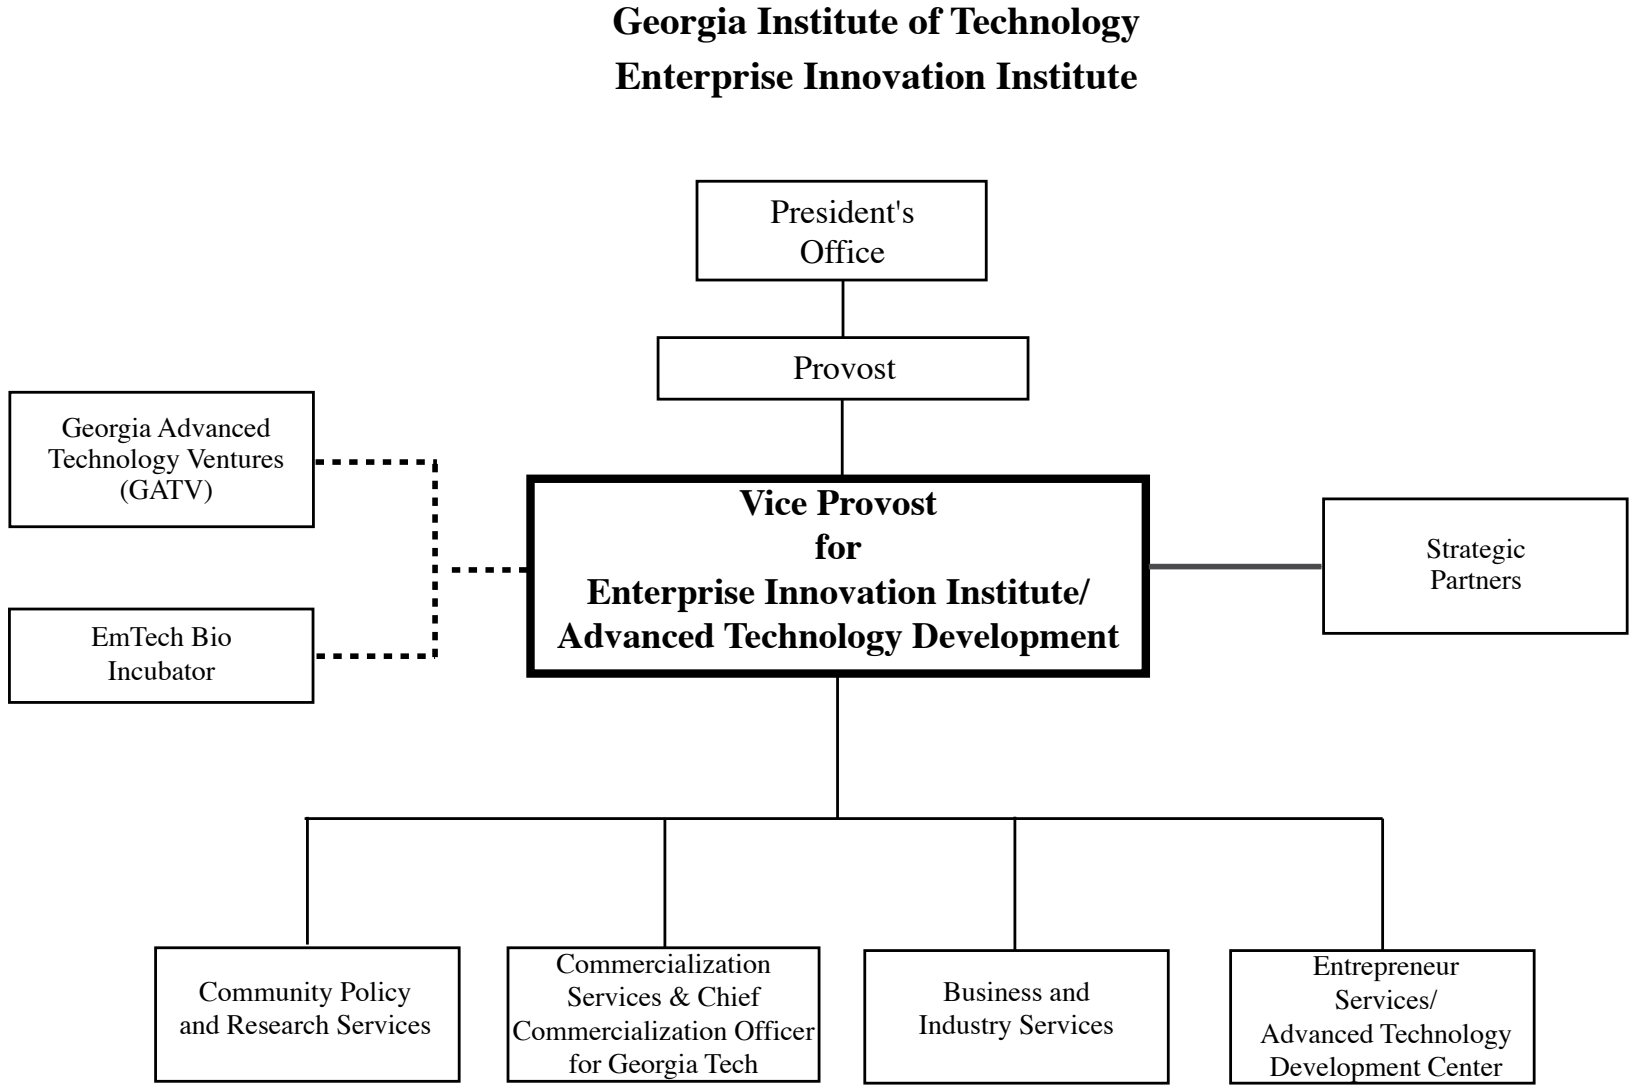 Georgia Institute of Technology
Enterprise Innovation Institute
President's
Office
Provost
Georgia Advanced
Technology Ventures
(GATV)
Vice Provost
for
Enterprise Innovation Institute/
Advanced Technology Development
Strategic
Partners
EmTech Bio
Incubator
Community Policy
and Research Services
Commercialization
Services & Chief
Commercialization Officer
for Georgia Tech
Business and
Industry Services
Entrepreneur
Services/
Advanced Technology
Development Center